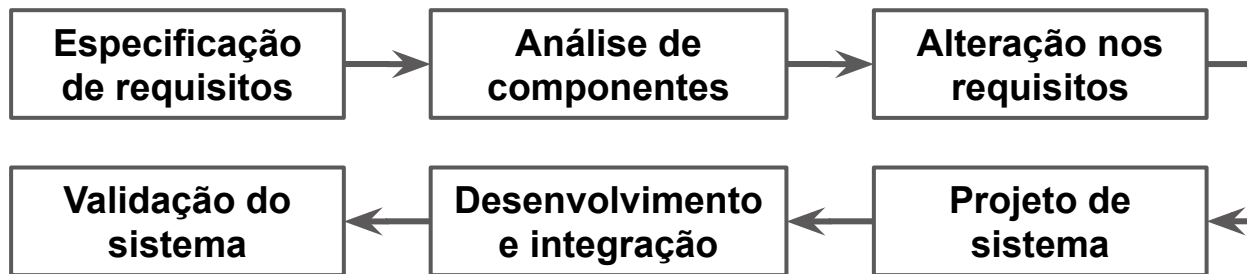 Especificação
de requisitos
Análise de
componentes
Alteração nos
requisitos
Validação do
sistema
Desenvolvimento
e integração
Projeto de
sistema